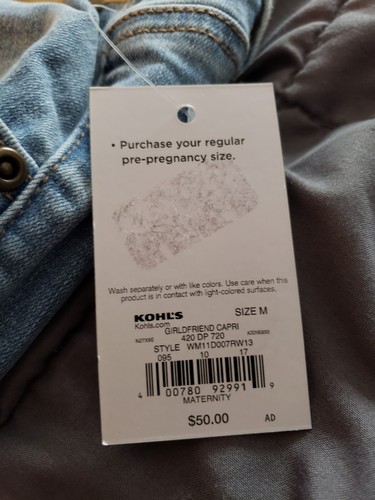 • Purchase your regular
pre-pregnancy size.
Wash separately or with like colors. Use care when this
product is in contact with light-colored surfaces.
KOHL'S SIZE M
Kohls.com
GIRLDFRIEND CAPRI
420 DP 720
STYLE WM11D007RW13
095 10 17
4 00780 92991 9
MATERNITY
$50.00 AD